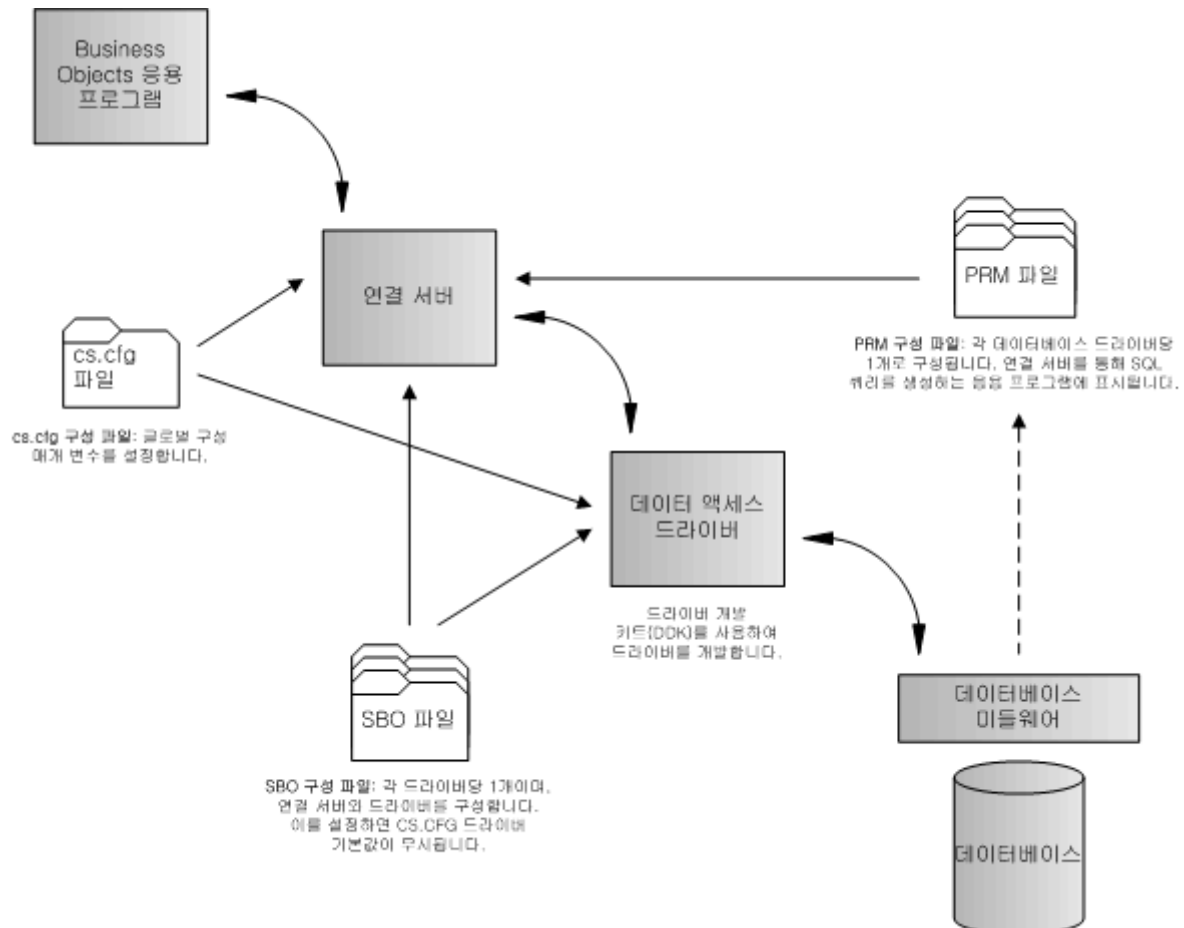 Business
Objects 응용
프로그램
연결 서버
PRM 파일
PRM 구성 파일: 각 데이터베이스 드라이버당
1개로 구성됩니다. 연결 서버를 통해 SQL
쿼리를 생성하는 응용 프로그램에 표시됩니다.
cs.cfg
파일
cs.cfg 구성 파일: 글로벌 구성
매개 변수를 설정합니다.
데이터 액세스
드라이버
드라이버 개발
키트(DDK)를 사용하여
드라이버를 개발합니다.
SBO 파일
SBO 구성 파일: 각 드라이버당 1개이며,
연결 서버와 드라이버를 구성합니다.
이를 설정하면 CS.CFG 드라이버
기본값이 무시됩니다.
데이터베이스
미들웨어
데이터베이스